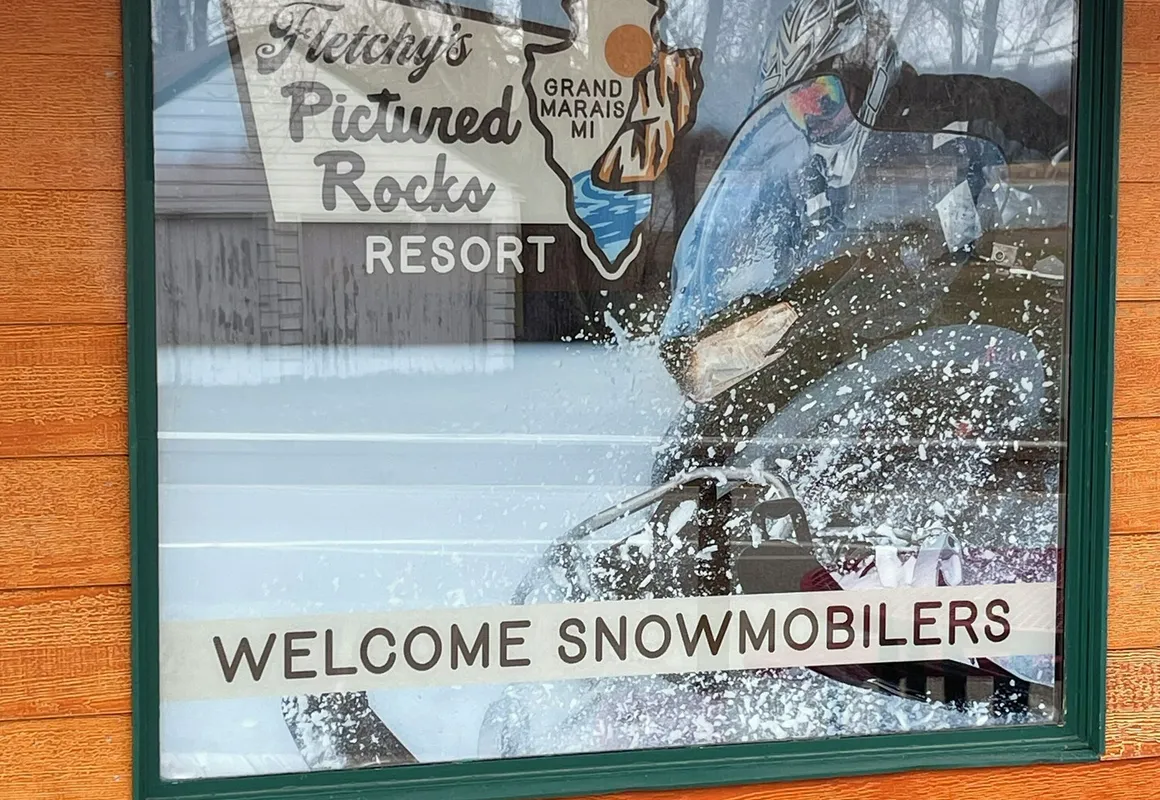 Fletchy's
Pictured
Rocks
RESORT
GRAND
MARAIS
MI
WELCOME SNOWMOBILERS